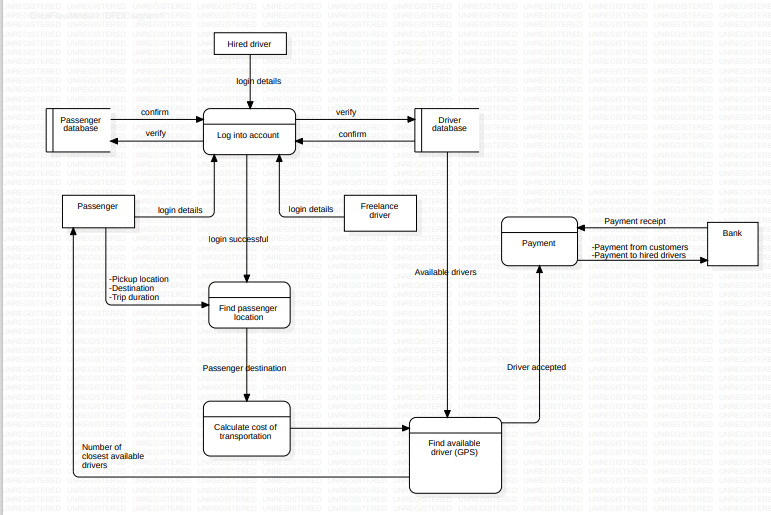 Hired driver
login details
Passenger
database
confirm
verify
Log into account
verify
confirm
Driver
database
Passenger
login details
login details
Freelance
driver
login successful
Payment
Payment receipt
-Payment from customers
-Payment to hired drivers
Bank
-Pickup location
-Destination
-Trip duration
Available drivers
Find passenger
location
Passenger destination
Driver accepted
Calculate cost of
transportation
Find available
driver (GPS)
Number of
closest available
drivers
UNREGISTERED